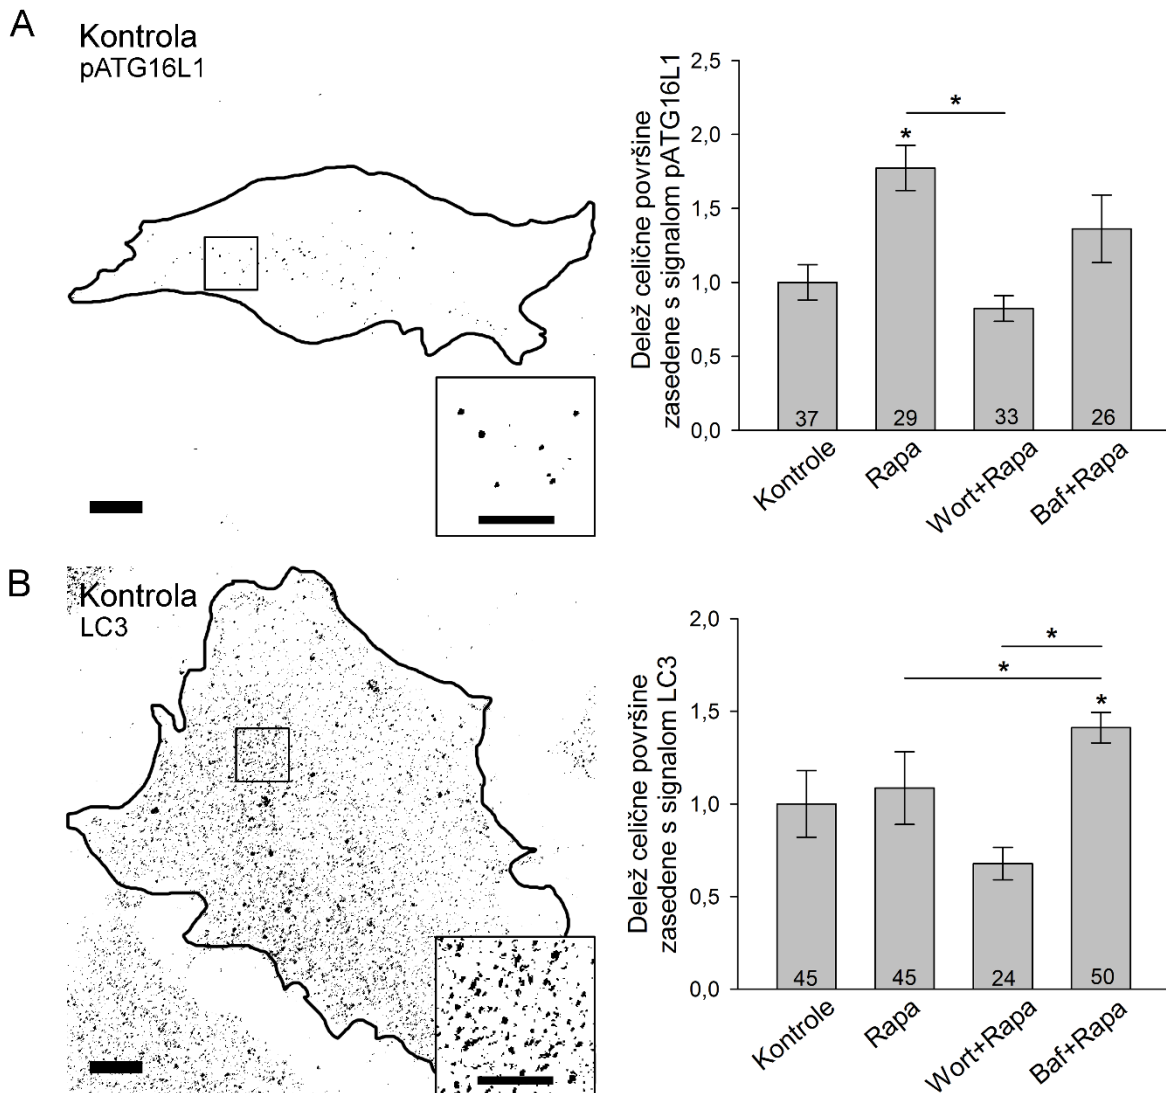 A
Kontrola
pATG16L1
Delež celične površine
zasedene s signalom pATG16L1
2,5
2,0
1,5
1,0
0,5
0,0
*
*
37
29
33
26
Kontrole
Rapa
Wort+Rapa
Baf+Rapa
B
Kontrola
LC3
Delež celične površine
zasedene s signalom LC3
2,0
1,5
1,0
0,5
0,0
*
*
*
45
45
24
50
Kontrole
Rapa
Wort+Rapa
Baf+Rapa